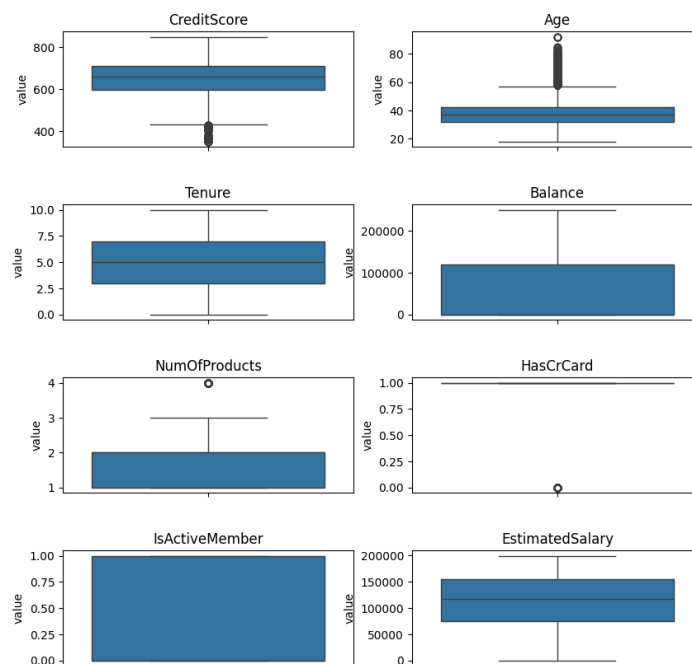 CreditScore
800
600
400
value
Age
80
60
40
20
value
Tenure
10.0
7.5
5.0
2.5
0.0
value
Balance
200000
100000
0
value
NumOfProducts
4
3
2
1
value
HasCrCard
1.00
0.75
0.50
0.25
0.00
value
IsActiveMember
1.00
0.75
0.50
0.25
0.00
value
EstimatedSalary
200000
150000
100000
50000
0
value